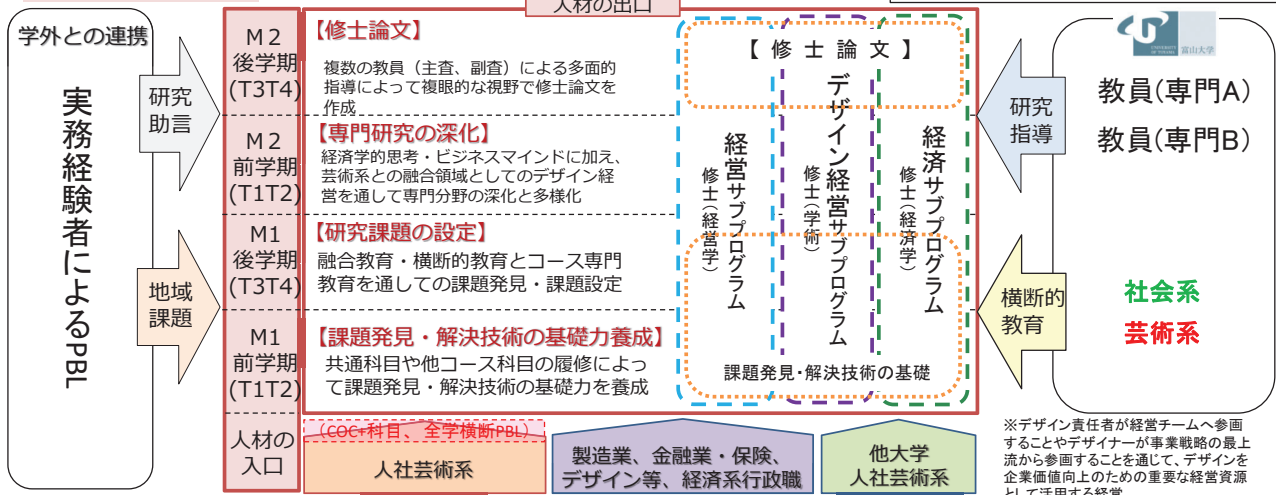 人材の出口
学外との連携
実務経験者によるPBL
研究
助言
地域
課題
M2
後学期
(T3T4)
M2
前学期
(T1T2)
M1
後学期
(T3T4)
M1
前学期
(T1T2)
人材の
入口
【修士論文】
複数の教員（主査、副査）による多面的
指導によって複眼的な視野で修士論文を
作成
【専門研究の深化】
経済学的思考・ビジネスマインドに加え、
芸術系との融合領域としてのデザイン経
営を通して専門分野の深化と多様化
【研究課題の設定】
融合教育・横断的教育とコース専門
教育を通しての課題発見・課題設定
【課題発見・解決技術の基礎力養成】
共通科目や他コース科目の履修によっ
て課題発見・解決技術の基礎力を養成
【修士論文】
経営サブプログラム
修士（経営学）
デザイン経営サブプログラム
修士（学術）
経済サブプログラム
修士（経済学）
課題発見・解決技術の基礎
研究
指導
横断的
教育
UNIVERSITY
OF TOYAMA
富山大学
教員(専門A)
教員(専門B)
社会系
芸術系
（COC+科目、全学横断PBL）
人社芸術系
製造業、金融業・保険、
デザイン等、経済系行政職
他大学
人社芸術系
※デザイン責任者が経営チームへ参画
することやデザイナーが事業戦略の最上
流から参画することを通じて、デザインを
企業価値向上のための重要な経営資源
として活用する経営